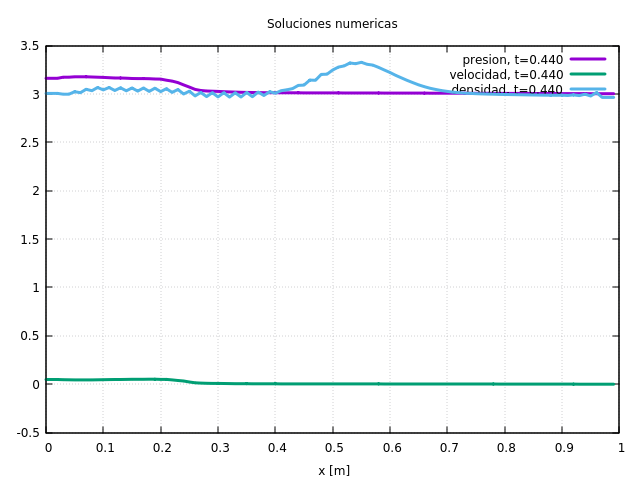 Soluciones numericas
presion, t=0.440
velocidad, t=0.440
densidad, t=0.440
3.5
3
2.5
2
1.5
1
0.5
0
-0.5
0 0.1 0.2 0.3 0.4 0.5 0.6 0.7 0.8 0.9 1
x [m]